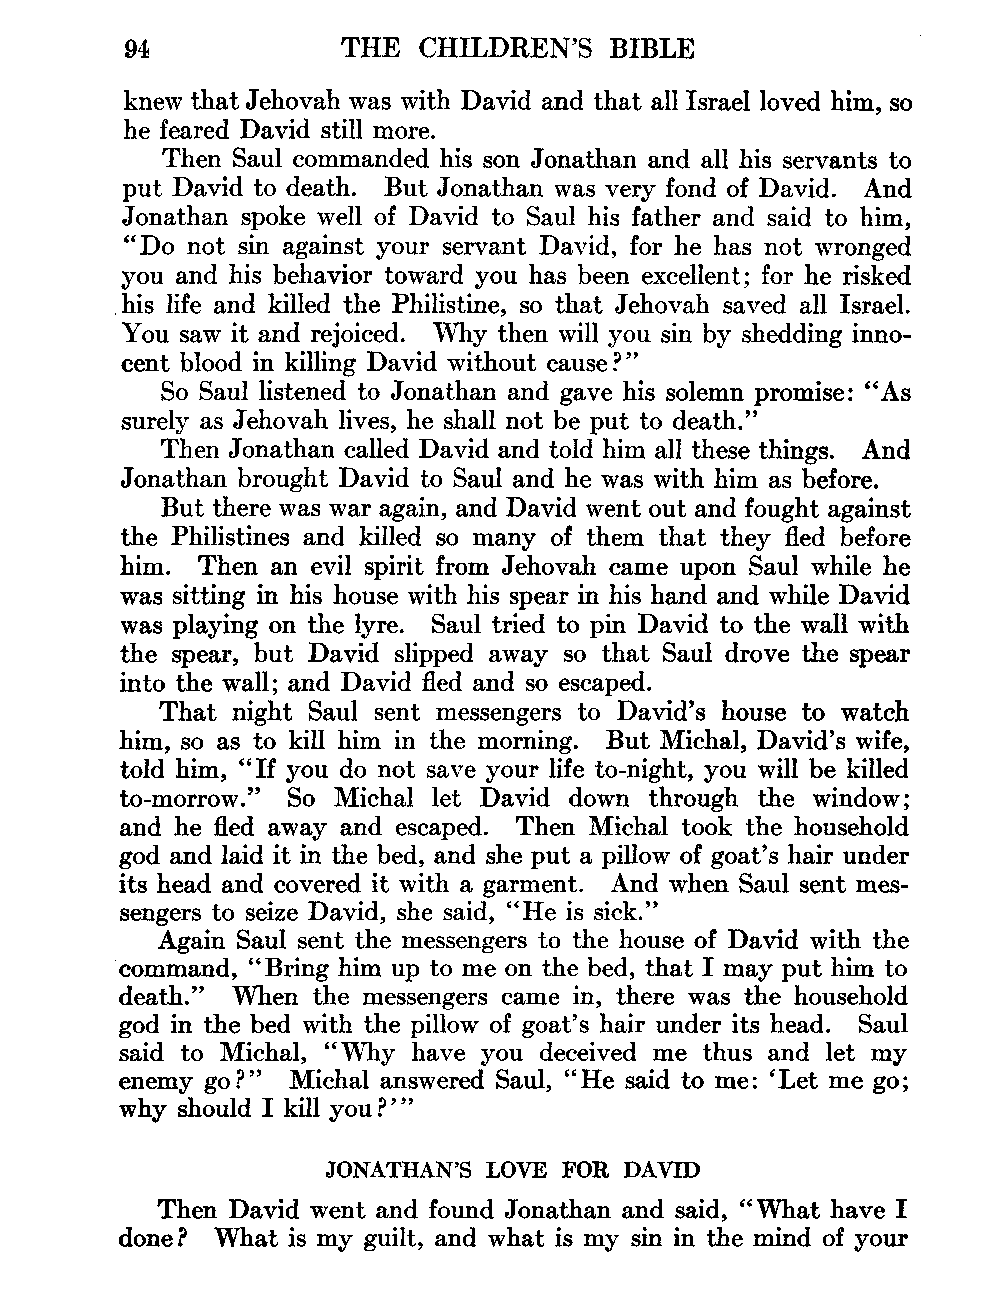 94 THE CHILDREN'S BIBLE
knew that Jehovah was with David and that all Israel loved him, so
he feared David still more.
Then Saul commanded his son Jonathan and all his servants to
put David to death. But Jonathan was very fond of David. And
Jonathan spoke well of David to Saul his father and said to him,
“Do not sin against your servant David, for he has not wronged
you and his behavior toward you has been excellent; for he risked
his life and killed the Philistine, so that Jehovah saved all Israel.
You saw it and rejoiced. Why then will you sin by shedding inno-
cent blood in killing David without cause?”
So Saul listened to Jonathan and gave his solemn promise: “As
surely as Jehovah lives, he shall not be put to death.”
Then Jonathan called David and told him all these things. And
Jonathan brought David to Saul and he was with him as before.
But there was war again, and David went out and fought against
the Philistines and killed so many of them that they fled before
him. Then an evil spirit from Jehovah came upon Saul while he
was sitting in his house with his spear in his hand and while David
was playing on the lyre. Saul tried to pin David to the wall with
the spear, but David slipped away so that Saul drove the spear
into the wall; and David fled and so escaped.
That night Saul sent messengers to David's house to watch
him, so as to kill him in the morning. But Michal, David's wife,
told him, “If you do not save your life to-night, you will be killed
to-morrow.” So Michal let David down through the window;
and he fled away and escaped. Then Michal took the household
god and laid it in the bed, and she put a pillow of goat's hair under
its head and covered it with a garment. And when Saul sent mes-
sengers to seize David, she said, “He is sick.”
Again Saul sent the messengers to the house of David with the
command, “Bring him up to me on the bed, that I may put him to
death.” When the messengers came in, there was the household
god in the bed with the pillow of goat's hair under its head. Saul
said to Michal, “Why have you deceived me thus and let my
enemy go?” Michal answered Saul, “He said to me: ‘Let me go;
why should I kill you?’”
JONATHAN'S LOVE FOR DAVID
Then David went and found Jonathan and said, “What have I
done? What is my guilt, and what is my sin in the mind of your